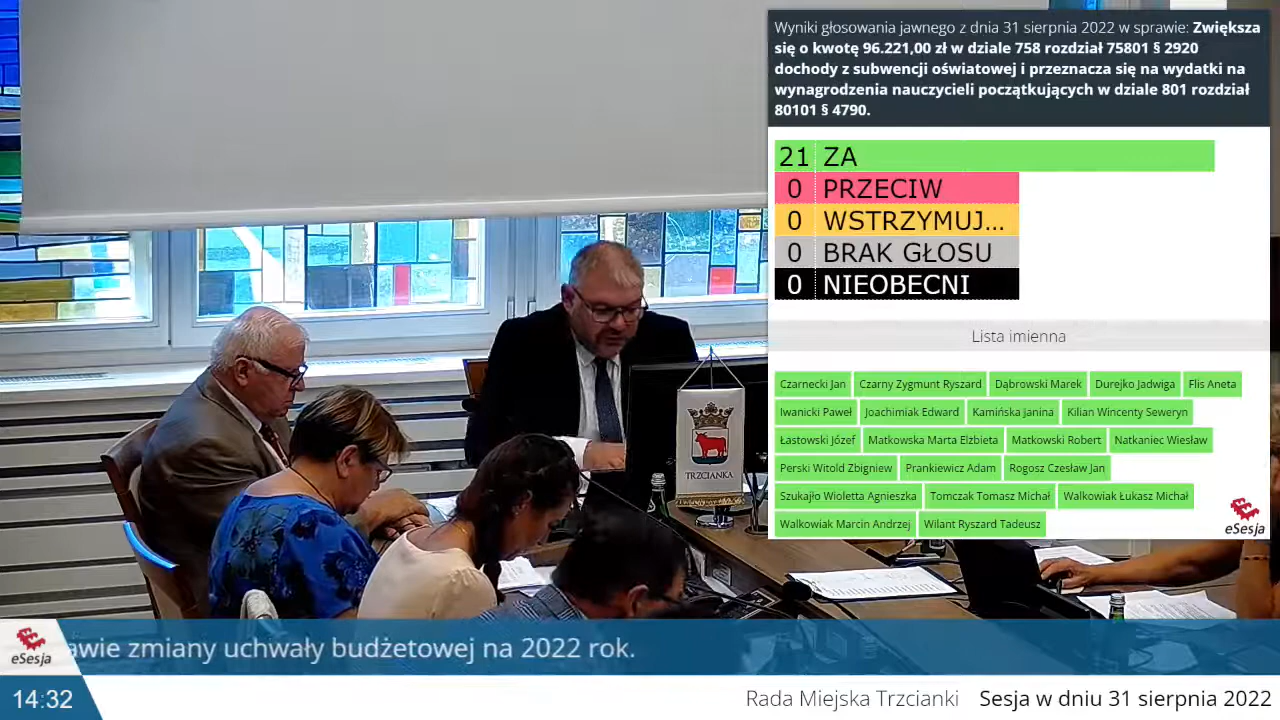 Wyniki głosowania jawnego z dnia 31 sierpnia 2022 w sprawie: Zwiększa
się o kwotę 96.221,00 zł w dziale 758 rozdział 75801 § 2920
dochody z subwencji oświatowej i przeznacza się na wydatki na
wynagrodzenia nauczycieli początkujących w dziale 801 rozdział
80101 § 4790.
21 ZA
0 PRZECIW
0 WSTRZYMUJ...
0 BRAK GŁOSU
0 NIEOBECNI
Lista imienna
Czarnecki Jan Czarny Zygmunt Ryszard Dąbrowski Marek Durejko Jadwiga Flis Aneta
Iwanicki Paweł Joachimiak Edward Kamińska Janina Kilian Wincenty Seweryn
Łastowski Józef Matkowska Marta Elżbieta Matkowski Robert Natkaniec Wiesław
Perski Witold Zbigniew Prankiewicz Adam Rogosz Czesław Jan
Szukajło Wioletta Agnieszka Tomczak Tomasz Michał Walkowiak Łukasz Michał
Walkowiak Marcin Andrzej Wilant Ryszard Tadeusz
eSesja
TRZCIANKA
eSesja
awie zmiany uchwały budżetowej na 2022 rok.
14:32
Rada Miejska Trzcianki Sesja w dniu 31 sierpnia 2022